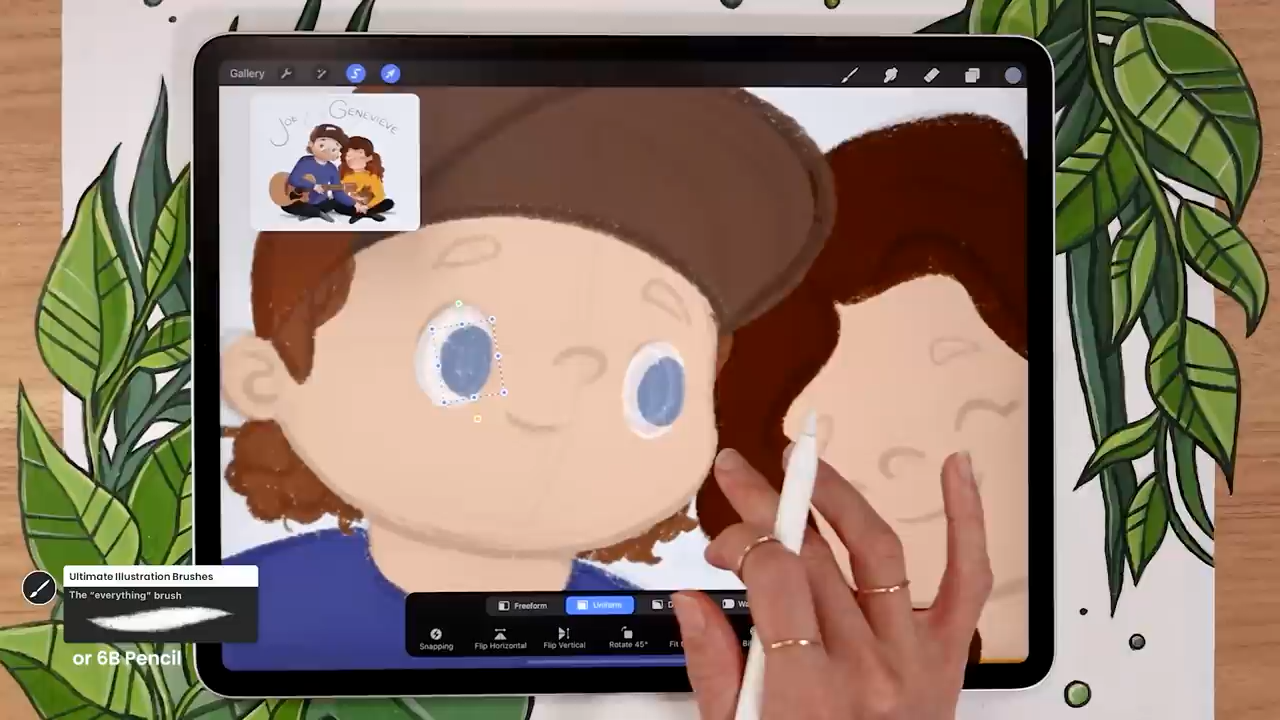 Gallery
S
JOE & GENEVIEVE
Freeform
Uniform
Snapping
Flip Horizontal
Flip Vertical
Rotate 45°
Ultimate Illustration Brushes
The “everything” brush
or 6B Pencil